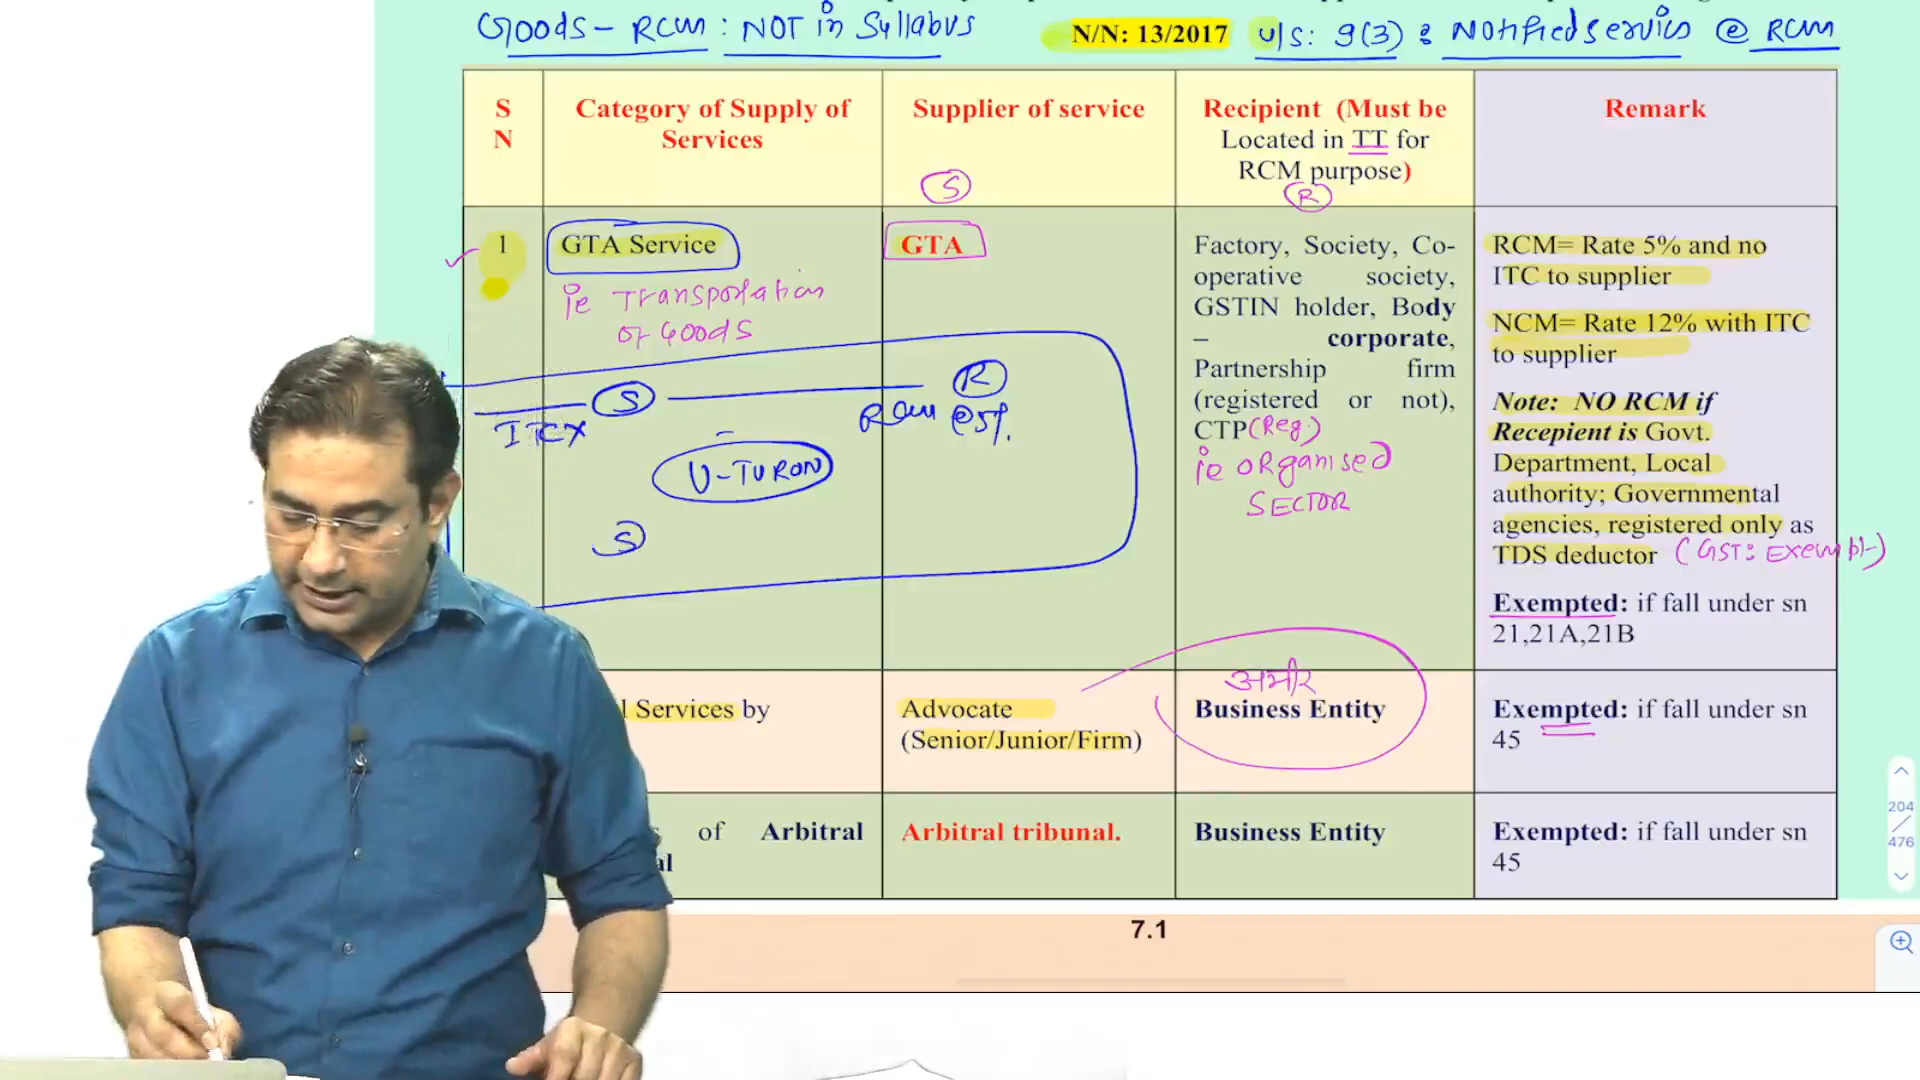 Goods - RCM : NOT in Syllabus N/N: 13/2017 u/s: 9(3) : Notified services @ RCM
S N Category of Supply of Services Supplier of service Recipient (Must be Located in TT for RCM purpose) Remark
S
R
1 GTA Service GTA
ie Transportation
of Goods
Factory, Society, Co-
operative society,
GSTIN holder, Body
– corporate,
Partnership firm
(registered or not),
CTP (Reg.)
ie ORganised
SECTOR
RCM= Rate 5% and no
ITC to supplier
NCM= Rate 12% with ITC
to supplier
Note: NO RCM if
Recepient is Govt.
Department, Local
authority; Governmental
agencies, registered only as
TDS deductor (GST: Exempt)
Exempted: if fall under sn
21,21A,21B
S R
ITC X RCM @5%.
U-TURN
S
l Services by
Advocate
(Senior/Junior/Firm)
अमीर
Business Entity
Exempted: if fall under sn
45
of Arbitral
al
Arbitral tribunal.
Business Entity
Exempted: if fall under sn
45
7.1
204
476